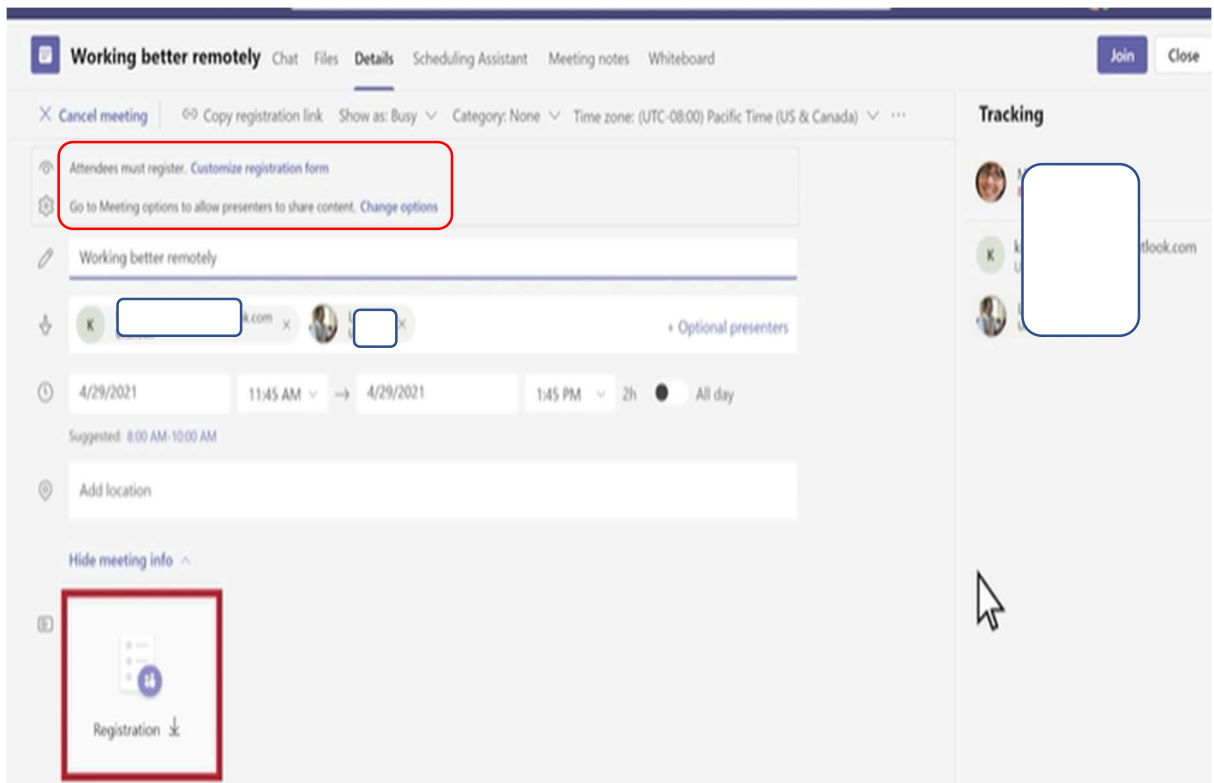 Working better remotely Chat Files Details Scheduling Assistant Meeting notes Whiteboard Join Close
Cancel meeting Copy registration link Show as: Busy Category: None Time zone: (UTC-08:00) Pacific Time (US & Canada) ...
Tracking
Attendees must register. Customize registration form
Go to Meeting options to allow presenters to share content. Change options
Working better remotely
K k.com + Optional presenters
K tlook.com
4/29/2021 11:45 AM → 4/29/2021 1:45 PM 2h All day
Suggested: 8:00 AM-10:00 AM
Add location
Hide meeting info
Registration